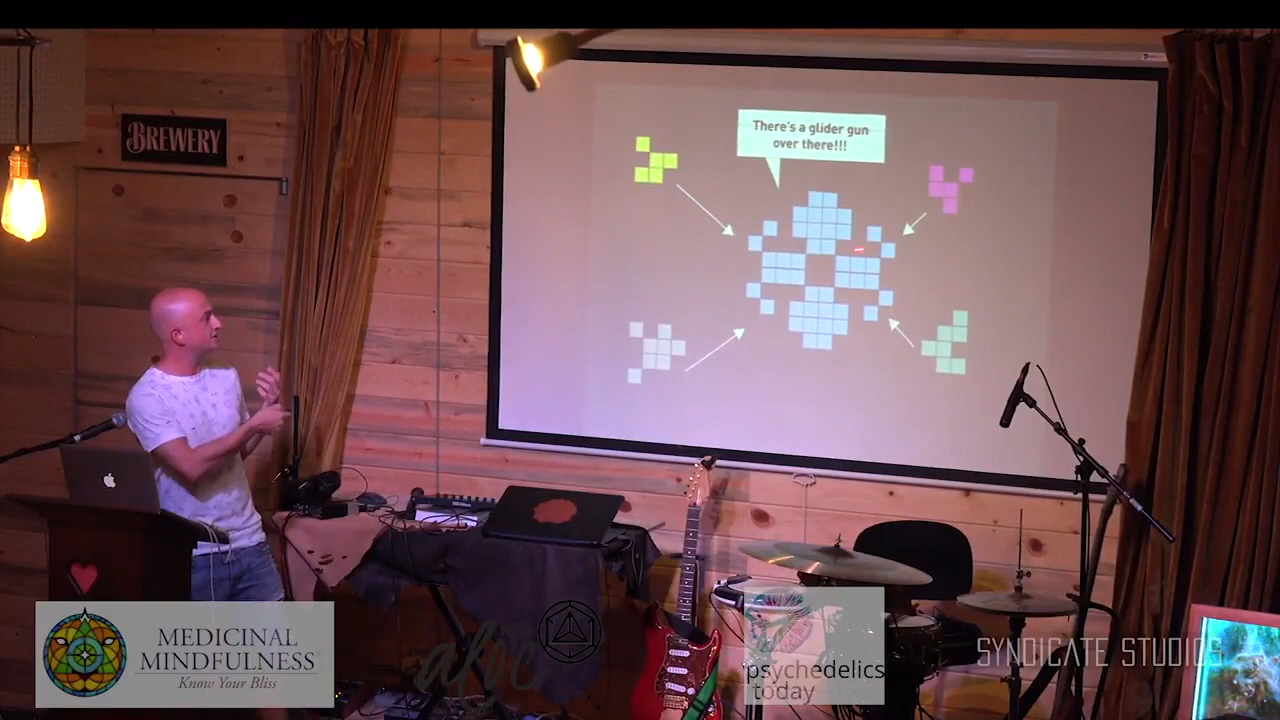 BREWERY
There's a glider gun
over there!!!
MEDICINAL
MINDFULNESS
Know Your Bliss
psychedelics
today
SYNDICATE STUDIOS